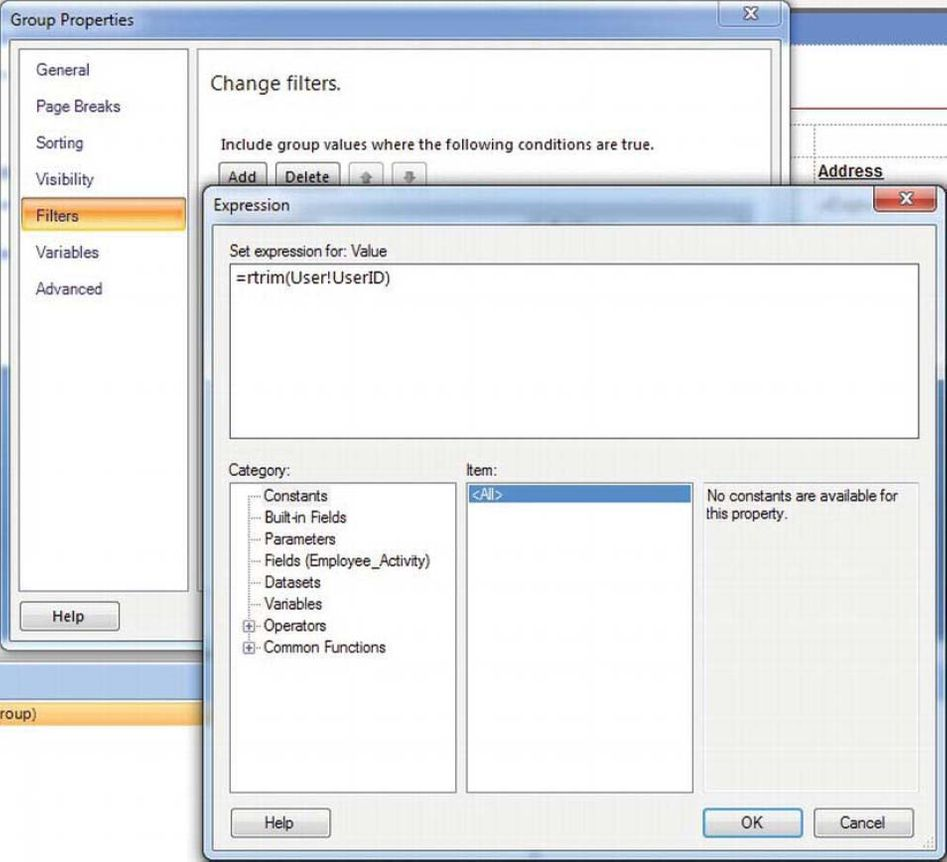 Group Properties
General
Page Breaks
Sorting
Visibility
Filters
Variables
Advanced
Help
Change filters.
Include group values where the following conditions are true.
Add Delete
Address
Expression
Set expression for: Value
=rtrim(User!UserID)
Category:
Constants
Built-in Fields
Parameters
Fields (Employee_Activity)
Datasets
Variables
Operators
Common Functions
Item:
<All>
No constants are available for
this property.
Help
OK
Cancel
roup)